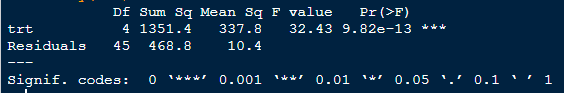 Df Sum Sq Mean Sq F value Pr(>F)
trt 4 1351.4 337.8 32.43 9.82e-13 ***
Residuals 45 468.8 10.4
---
Signif. codes: 0 ‘***’ 0.001 ‘**’ 0.01 ‘*’ 0.05 ‘.’ 0.1 ‘ ’ 1